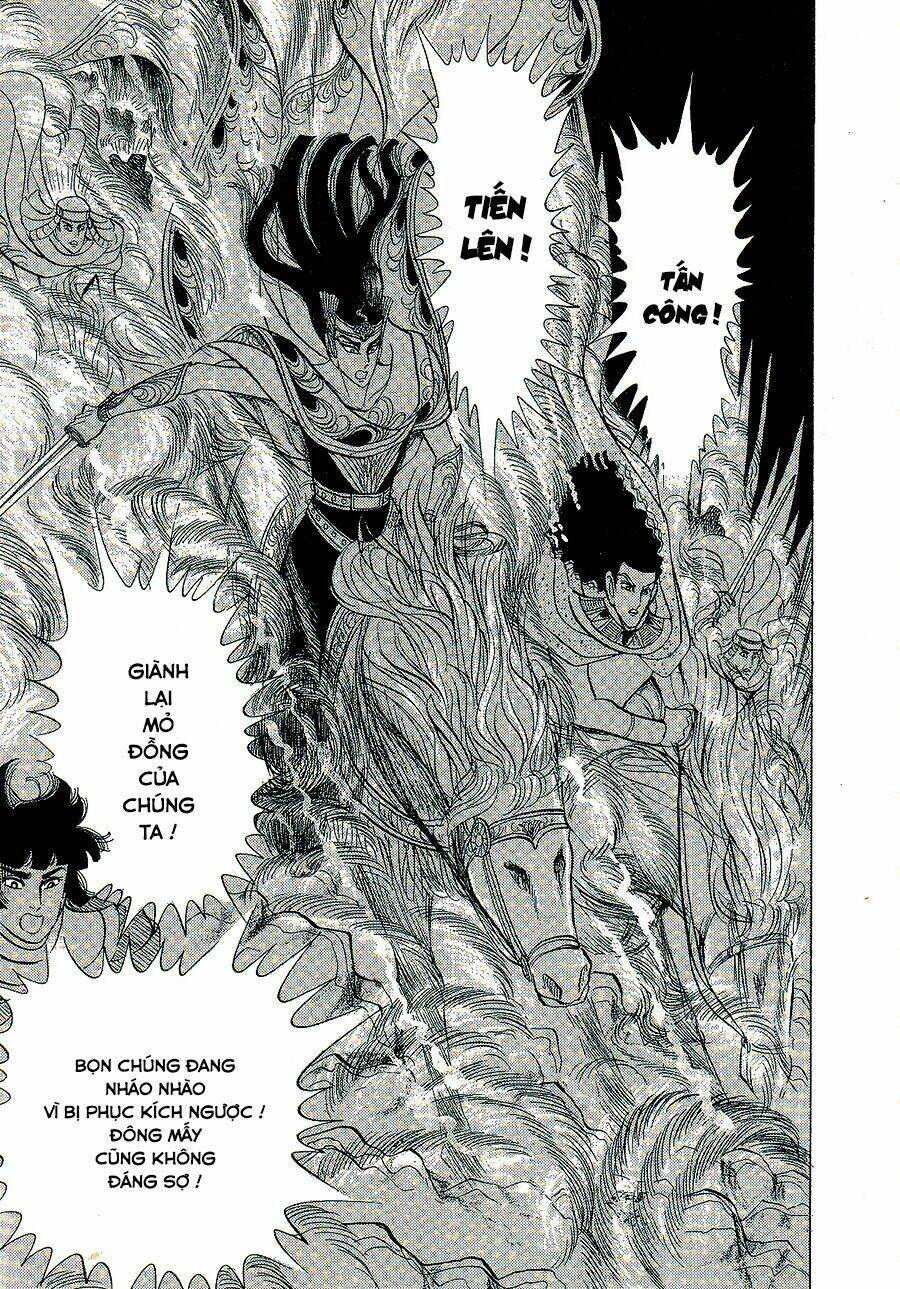 TẤN
CÔNG !
TIẾN
LÊN !
GIÀNH
LẠI
MỎ
ĐỒNG
CỦA
CHÚNG
TA !
BỌN CHÚNG ĐANG
NHÁO NHÀO
VÌ BỊ PHỤC KÍCH NGƯỢC !
ĐÔNG MẤY
CŨNG KHÔNG
ĐÁNG SỢ !